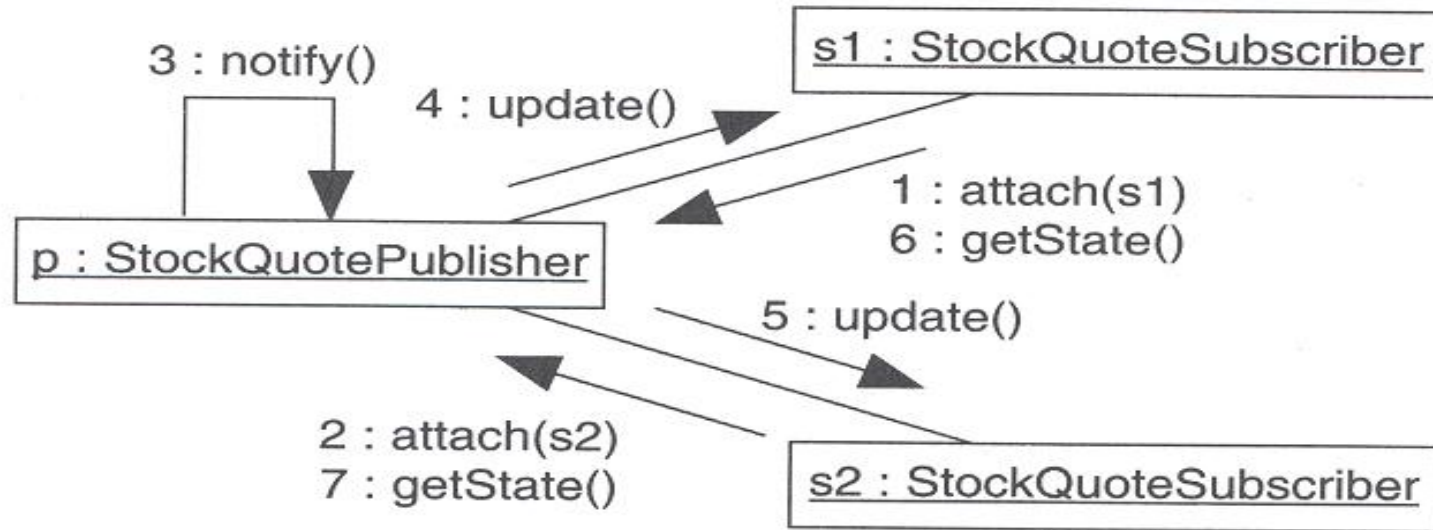 3 : notify()
s1 : StockQuoteSubscriber
4 : update()
1 : attach(s1)
6 : getState()
p : StockQuotePublisher
5 : update()
2 : attach(s2)
7 : getState()
s2 : StockQuoteSubscriber